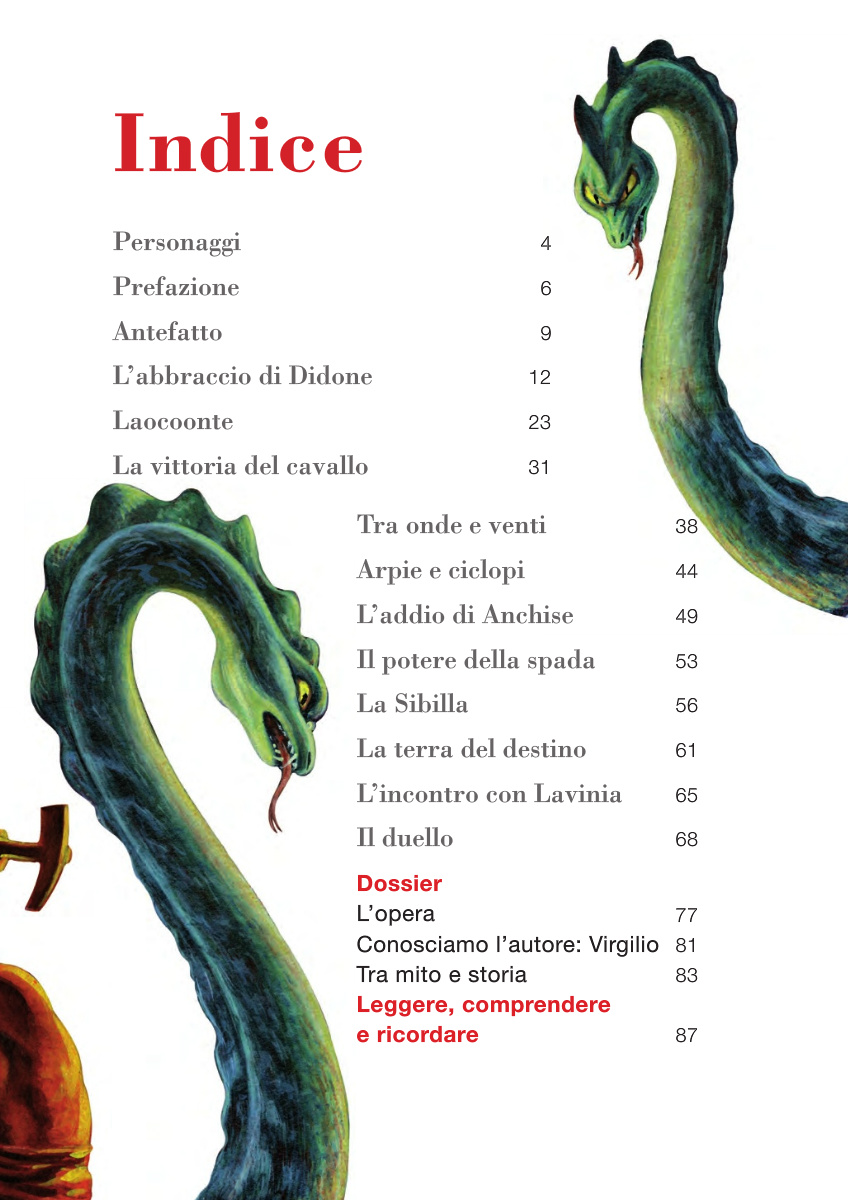 Indice
Personaggi 4
Prefazione 6
Antefatto 9
L’abbraccio di Didone 12
Laocoonte 23
La vittoria del cavallo 31
Tra onde e venti 38
Arpie e ciclopi 44
L’addio di Anchise 49
Il potere della spada 53
La Sibilla 56
La terra del destino 61
L’incontro con Lavinia 65
Il duello 68
Dossier
L’opera 77
Conosciamo l’autore: Virgilio 81
Tra mito e storia 83
Leggere, comprendere
e ricordare 87